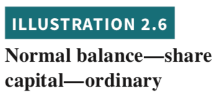 ILLUSTRATION 2.6
Normal balance—share
capital—ordinary